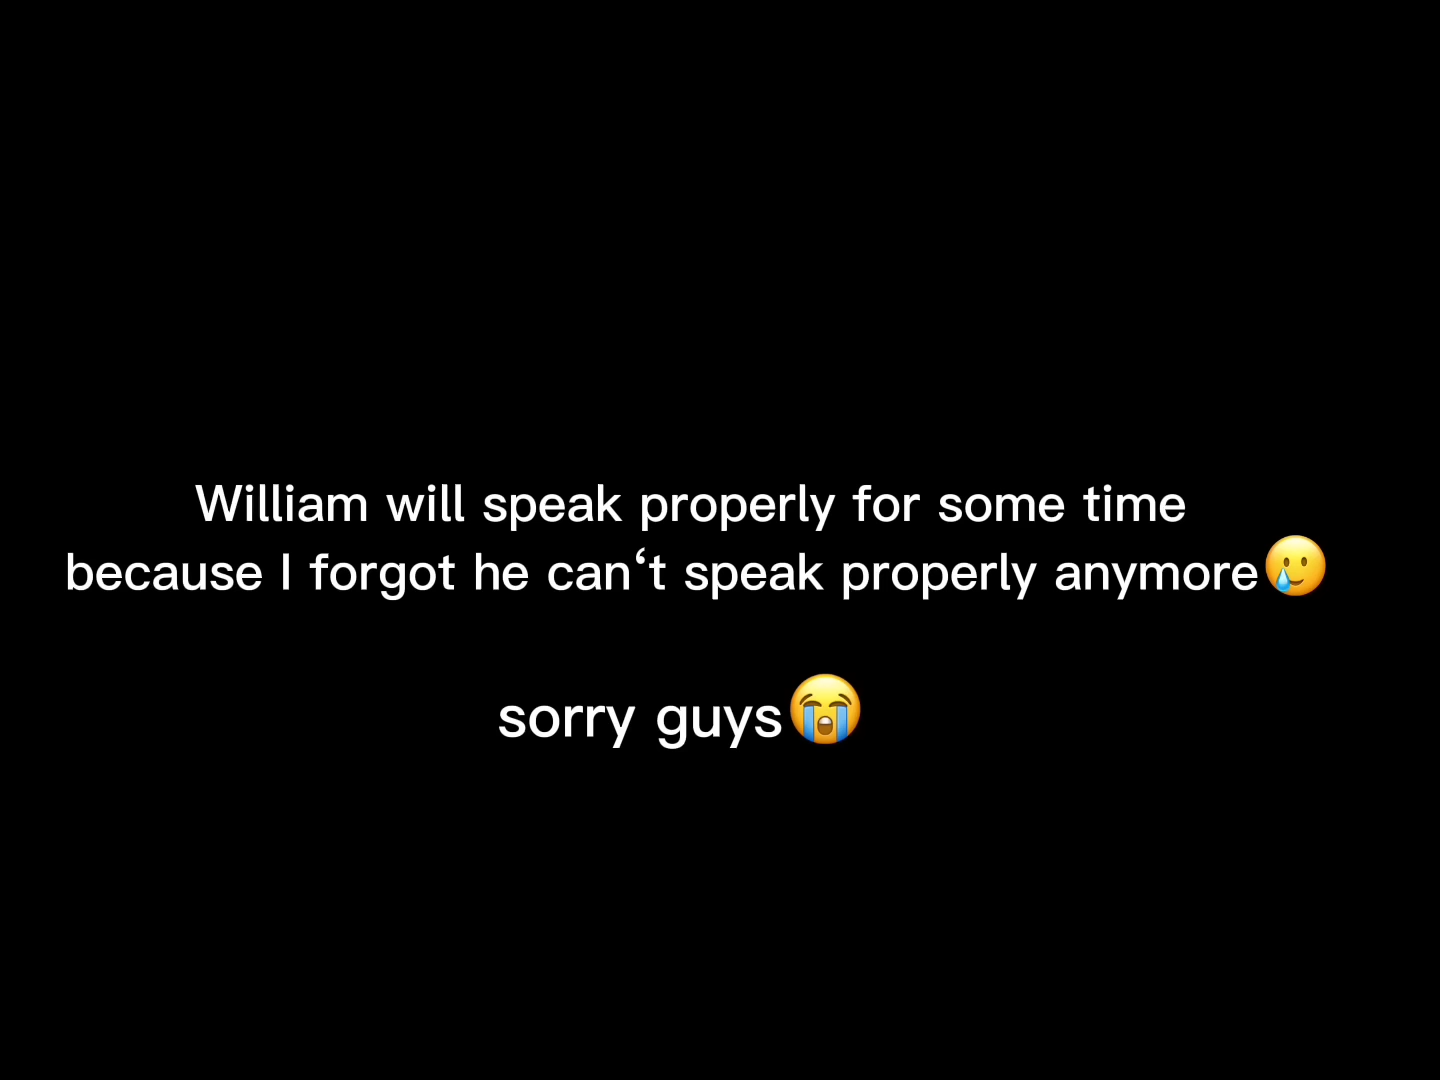 William will speak properly for some time
because I forgot he can‘t speak properly anymore🥲
sorry guys😭